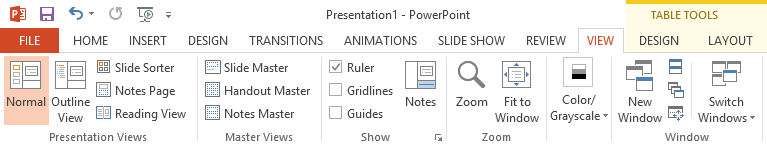 Presentation1 - PowerPoint
TABLE TOOLS
FILE HOME INSERT DESIGN TRANSITIONS ANIMATIONS SLIDE SHOW REVIEW VIEW DESIGN LAYOUT
Normal
Outline View
Slide Sorter
Notes Page
Reading View
Presentation Views
Slide Master
Handout Master
Notes Master
Master Views
Ruler
Gridlines
Guides
Notes
Show
Zoom
Fit to Window
Zoom
Color/
Grayscale
New Window
Switch Windows
Window